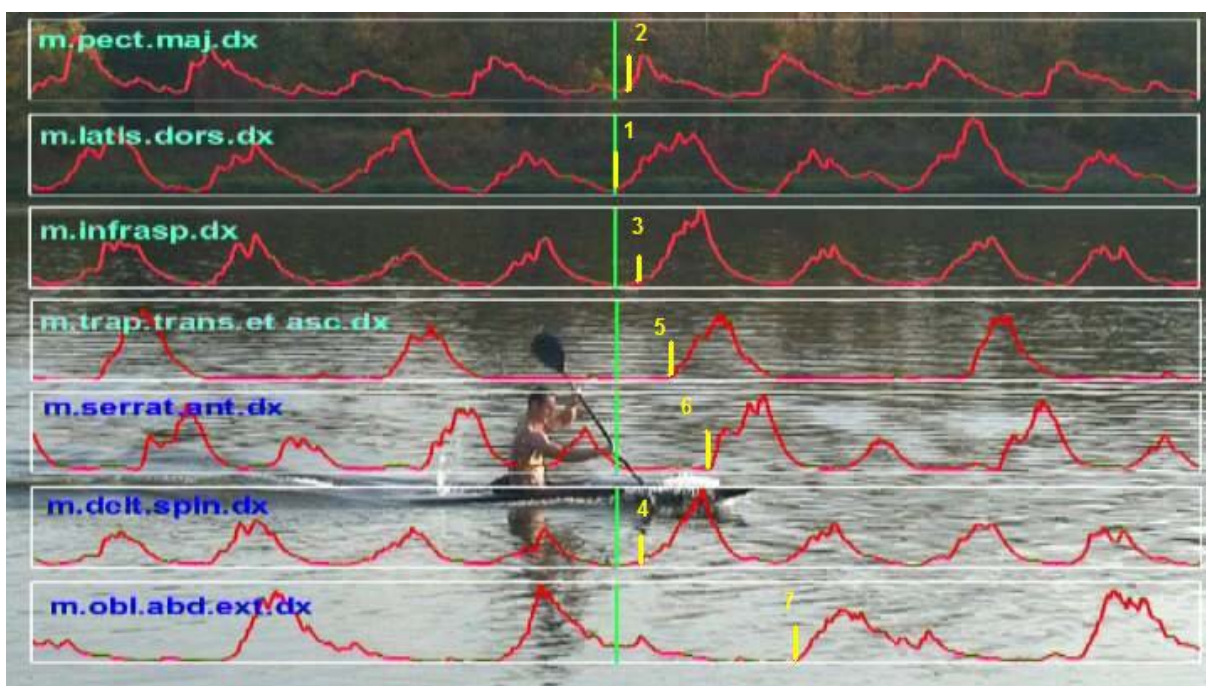 m.pect.maj.dx 2
m.latis.dors.dx 1
m.infrasp.dx 3
m.trap.trans.et asc.dx 5
m.serrat.ant.dx 6
m.delt.spin.dx 4
m.obl.abd.ext.dx 7